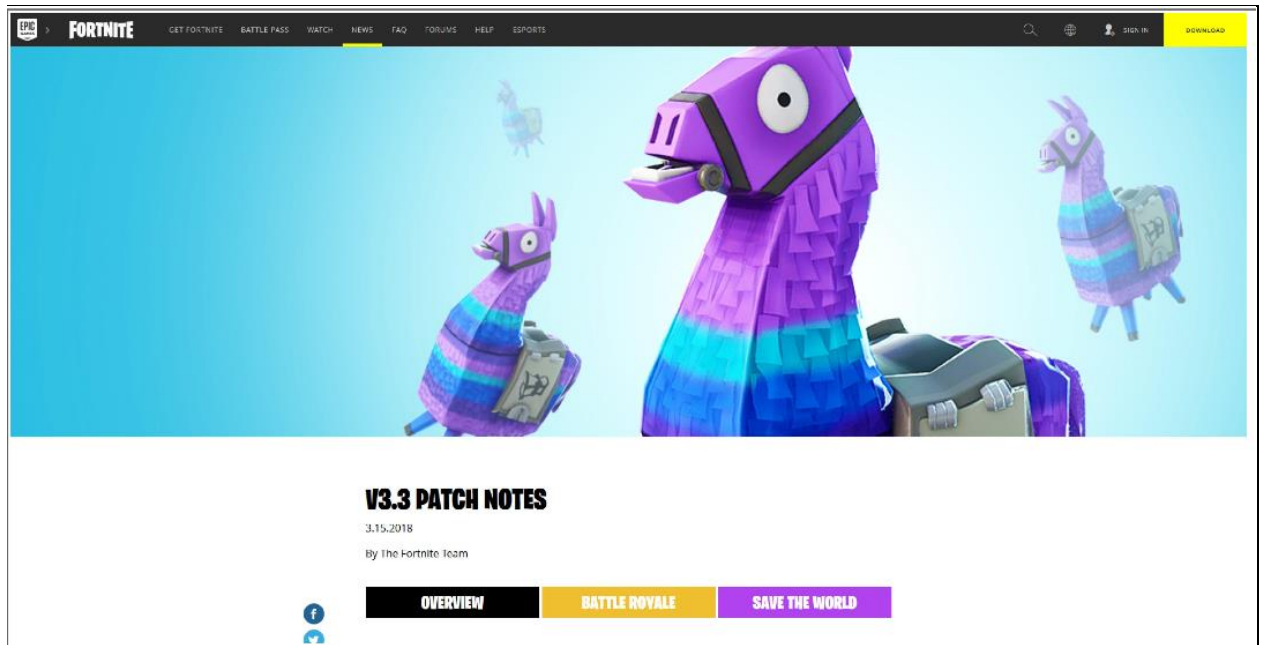 EPIC GAMES FORTNITE GET FORTNITE BATTLE PASS WATCH NEWS FAQ FORUMS HELP ESPORTS SIGN IN DOWNLOAD
V3.3 PATCH NOTES
3.15.2018
By The Fortnite Team
OVERVIEW BATTLE ROYALE SAVE THE WORLD